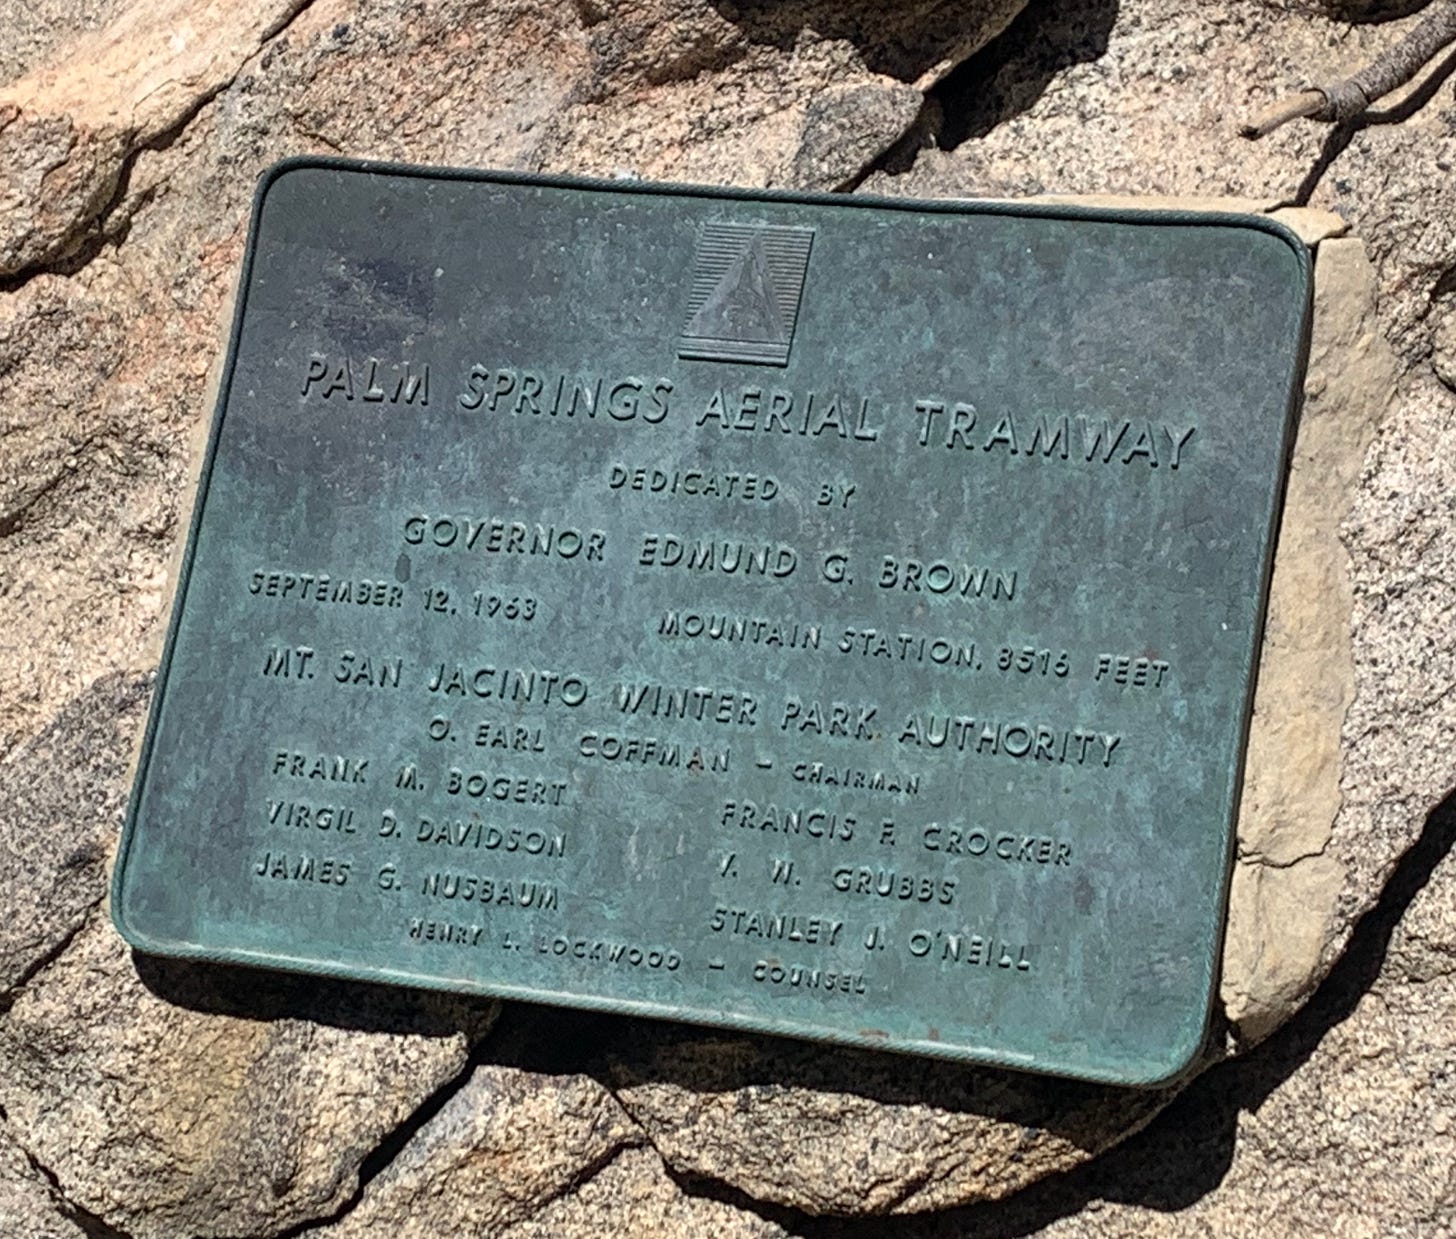 PALM SPRINGS AERIAL TRAMWAY
DEDICATED BY
GOVERNOR EDMUND G. BROWN
SEPTEMBER 12, 1963 MOUNTAIN STATION, 8516 FEET
MT. SAN JACINTO WINTER PARK AUTHORITY
O. EARL COFFMAN - CHAIRMAN
FRANK M. BOGERT FRANCIS F. CROCKER
VIRGIL D. DAVIDSON V. W. GRUBBS
JAMES G. NUSBAUM STANLEY J. O'NEILL
HENRY L. LOCKWOOD - COUNSEL